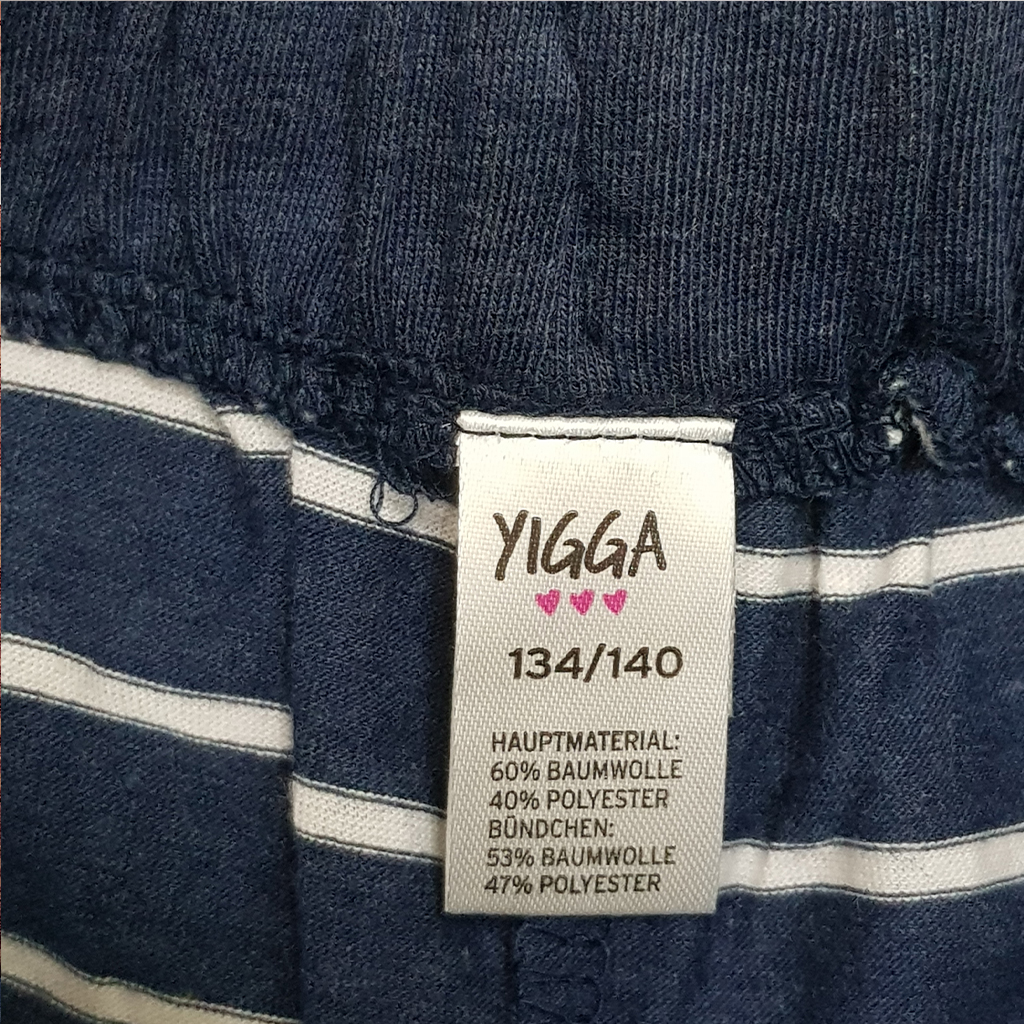 YIGGA
134/140
HAUPTMATERIAL:
60% BAUMWOLLE
40% POLYESTER
BÜNDCHEN:
53% BAUMWOLLE
47% POLYESTER